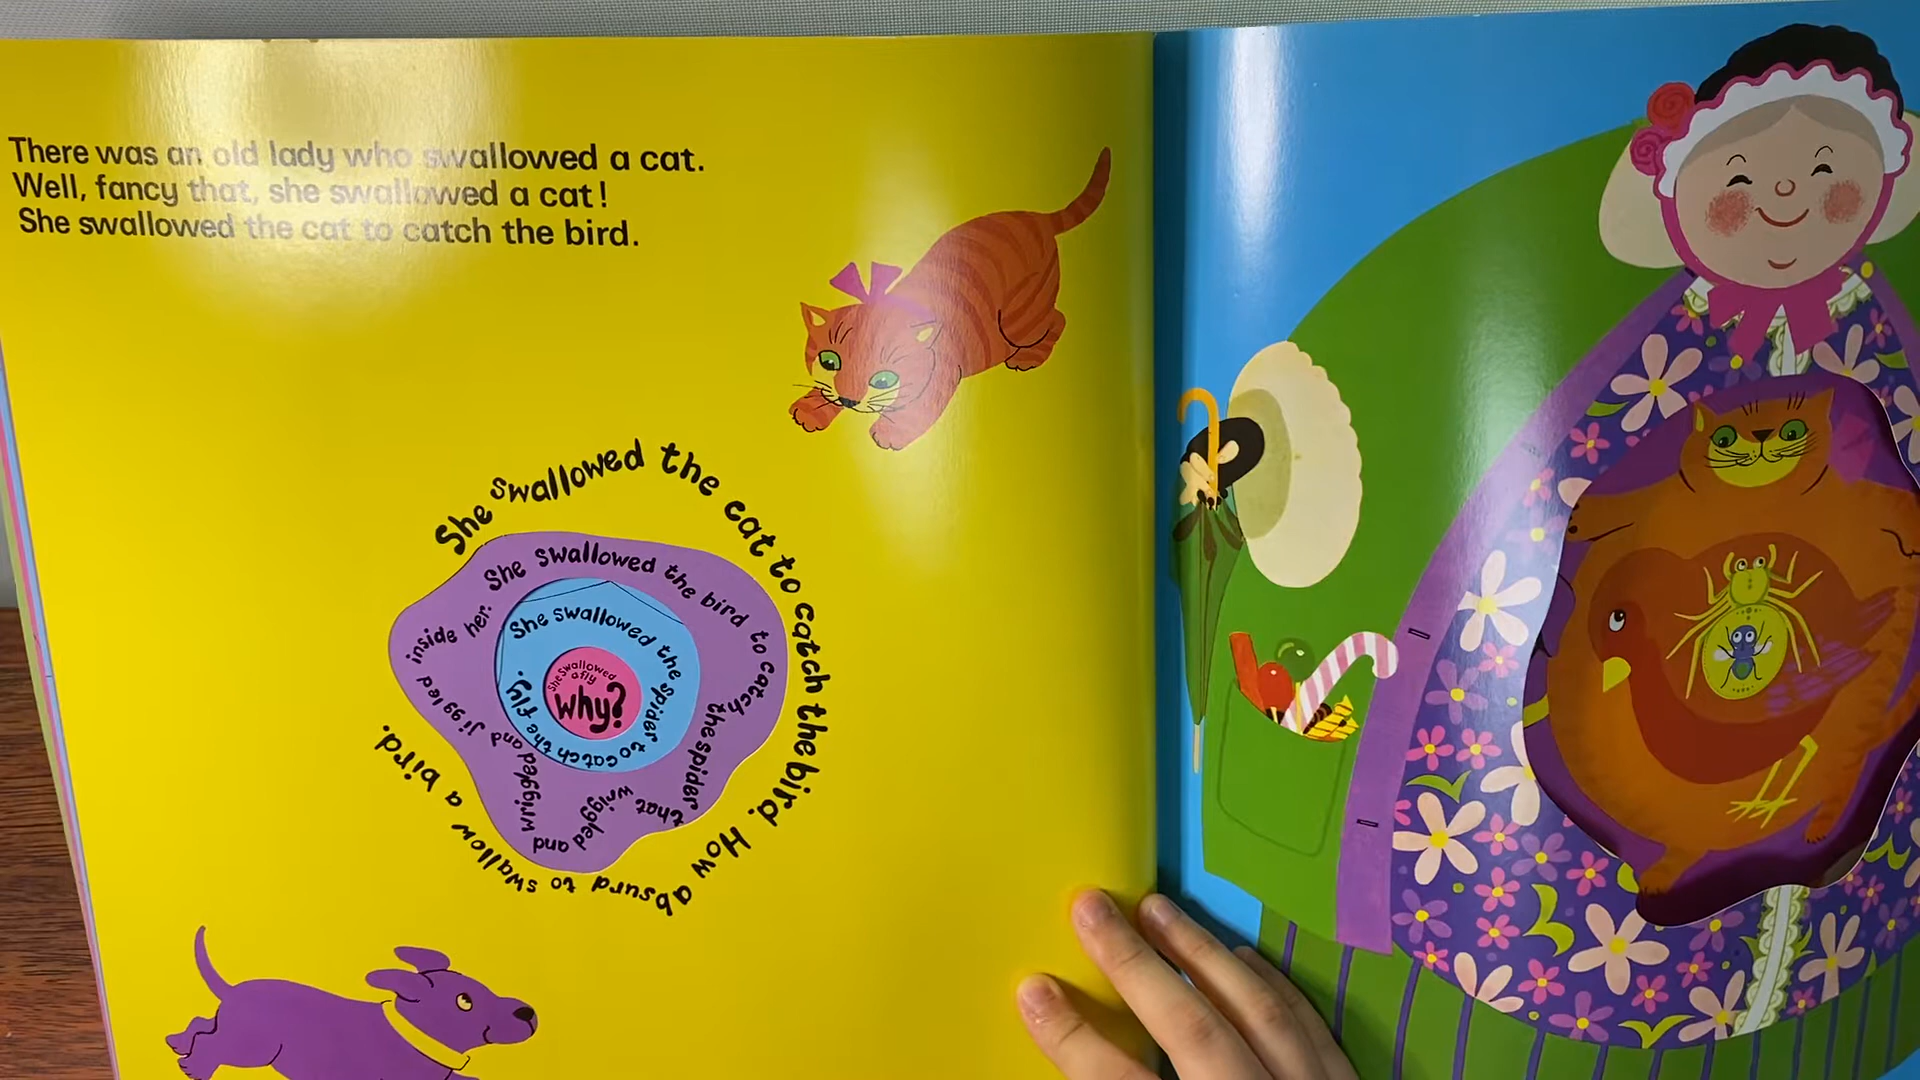 There was an old lady who swallowed a cat.
Well, fancy that, she swallowed a cat!
She swallowed the cat to catch the bird.
She swallowed the cat to catch the bird. How absurd to swallow a bird.
She swallowed the bird to catch the spider that wriggled and wriggled and jiggled inside her.
She swallowed the spider to catch the fly.
She swallowed
a fly
why?